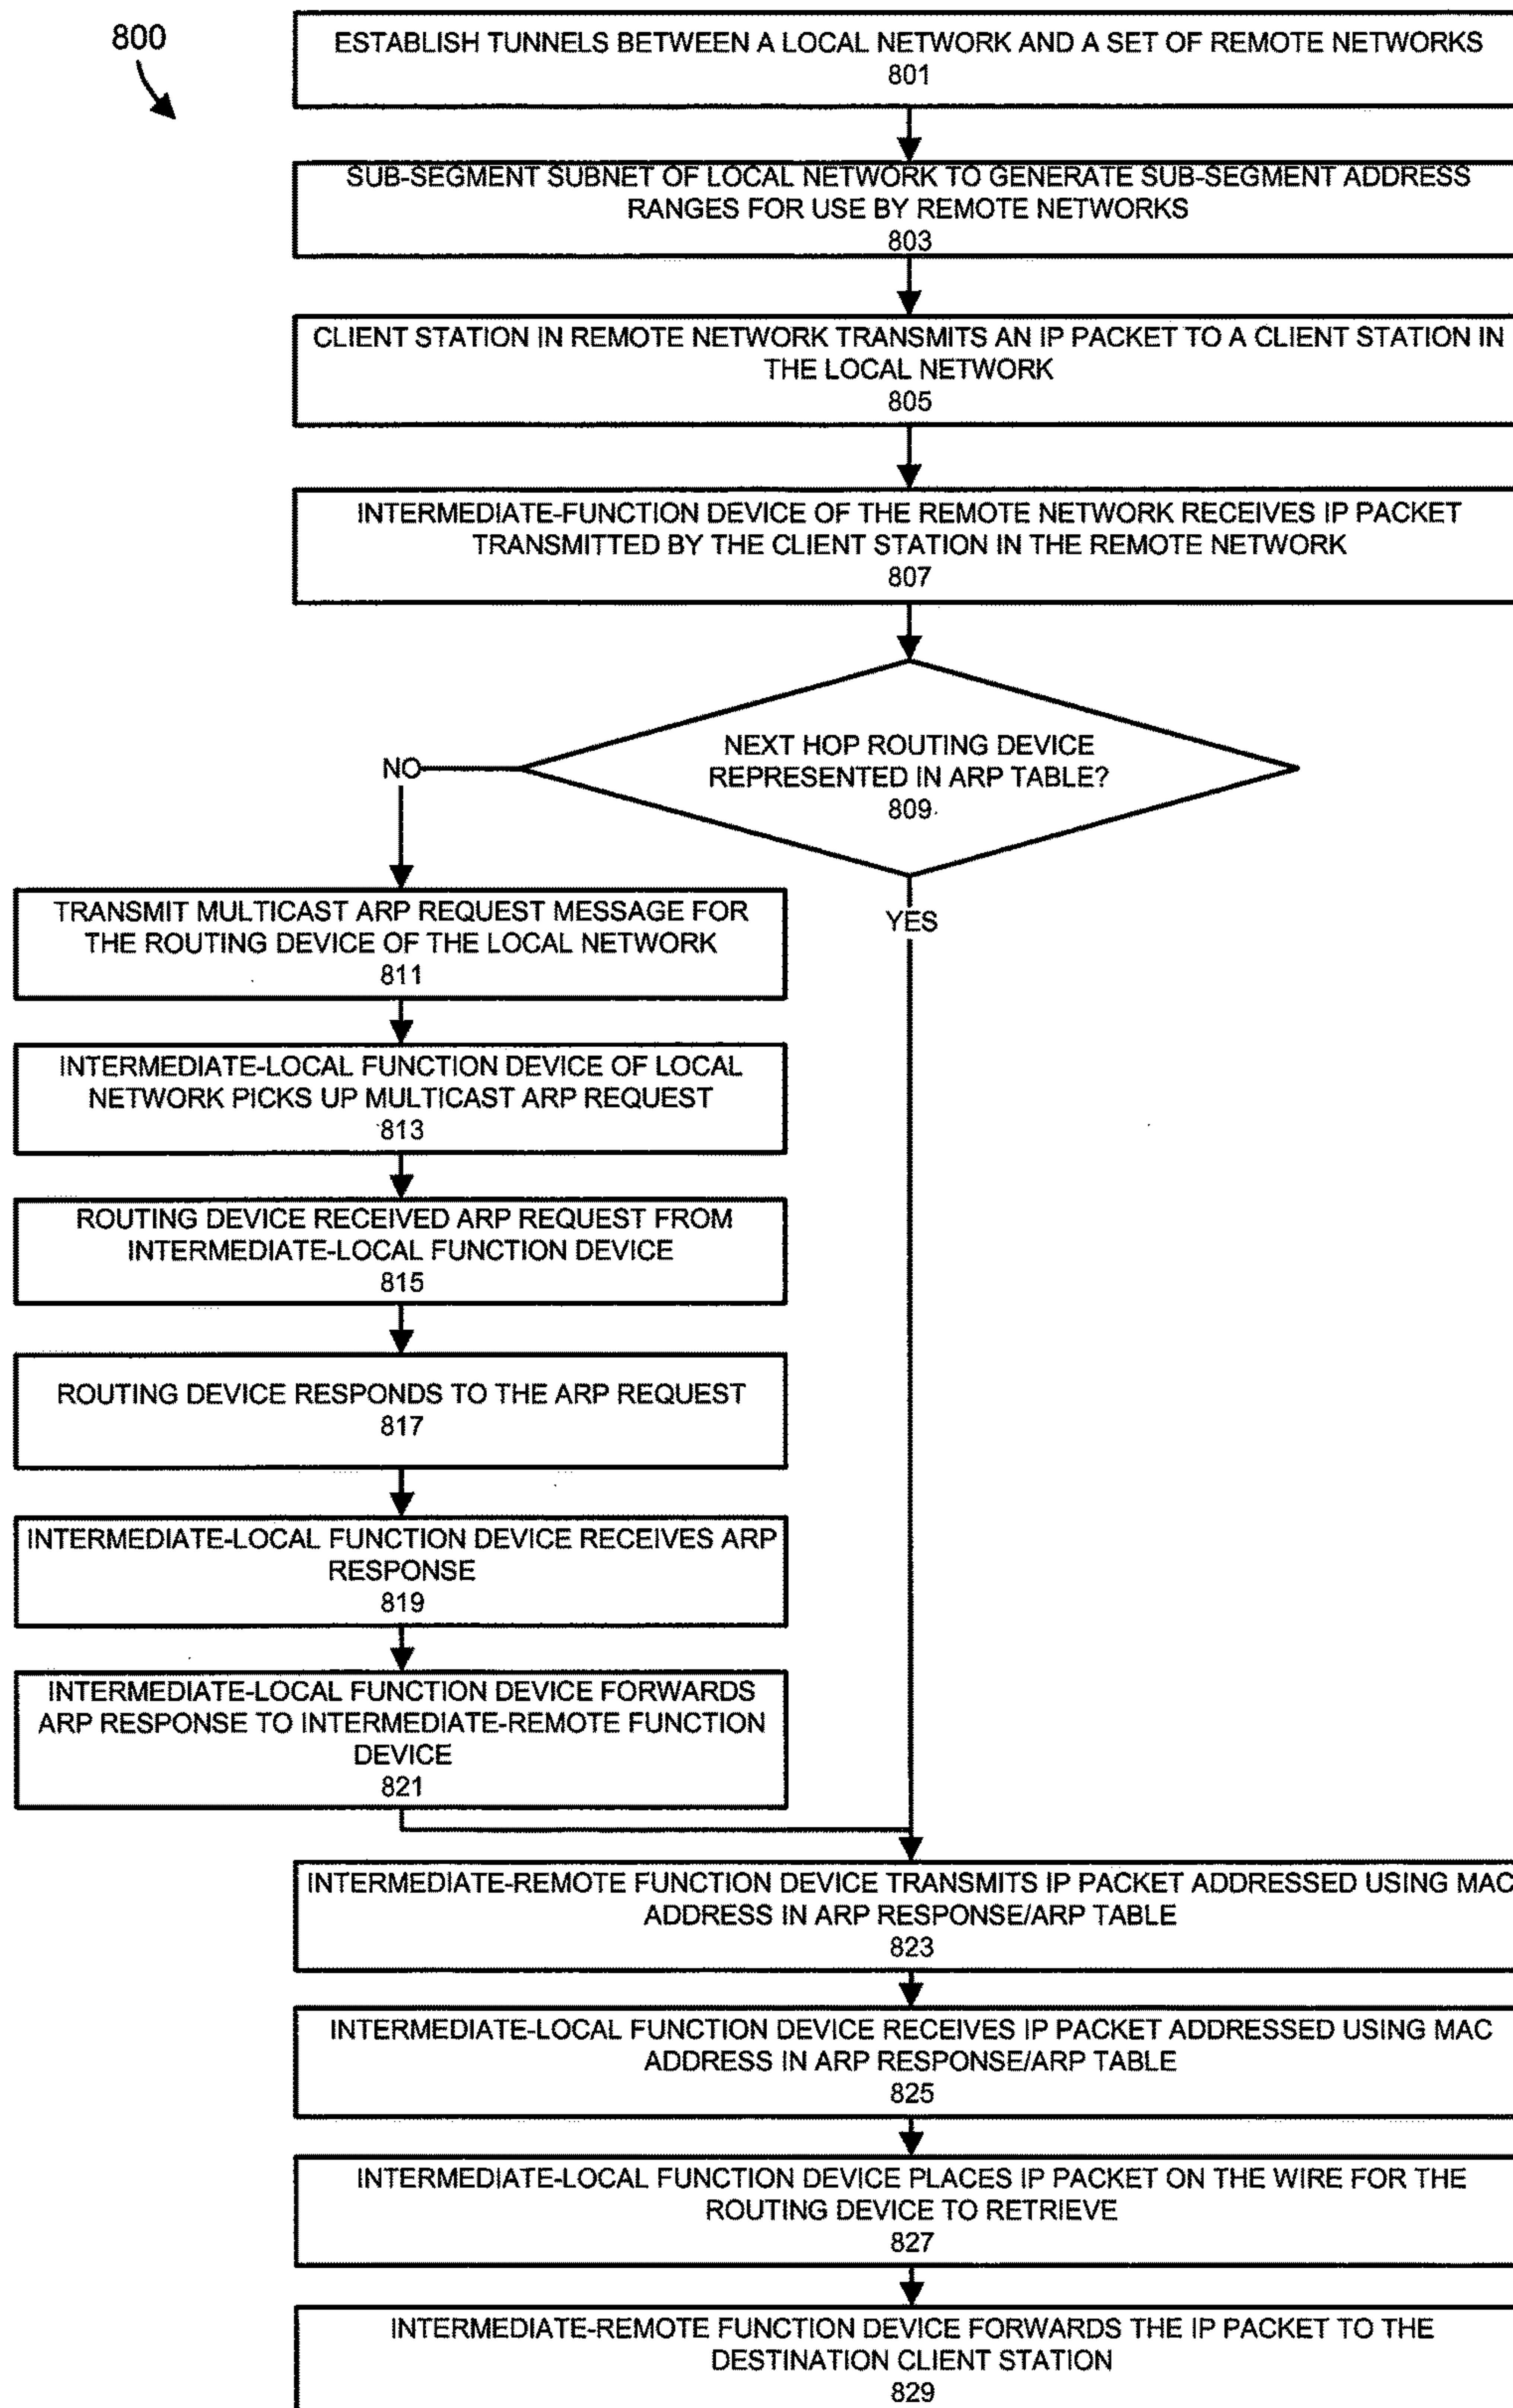 800
ESTABLISH TUNNELS BETWEEN A LOCAL NETWORK AND A SET OF REMOTE NETWORKS
801
SUB-SEGMENT SUBNET OF LOCAL NETWORK TO GENERATE SUB-SEGMENT ADDRESS
RANGES FOR USE BY REMOTE NETWORKS
803
CLIENT STATION IN REMOTE NETWORK TRANSMITS AN IP PACKET TO A CLIENT STATION IN
THE LOCAL NETWORK
805
INTERMEDIATE-FUNCTION DEVICE OF THE REMOTE NETWORK RECEIVES IP PACKET
TRANSMITTED BY THE CLIENT STATION IN THE REMOTE NETWORK
807
NEXT HOP ROUTING DEVICE
REPRESENTED IN ARP TABLE?
809
NO
YES
TRANSMIT MULTICAST ARP REQUEST MESSAGE FOR
THE ROUTING DEVICE OF THE LOCAL NETWORK
811
INTERMEDIATE-LOCAL FUNCTION DEVICE OF LOCAL
NETWORK PICKS UP MULTICAST ARP REQUEST
813
ROUTING DEVICE RECEIVED ARP REQUEST FROM
INTERMEDIATE-LOCAL FUNCTION DEVICE
815
ROUTING DEVICE RESPONDS TO THE ARP REQUEST
817
INTERMEDIATE-LOCAL FUNCTION DEVICE RECEIVES ARP
RESPONSE
819
INTERMEDIATE-LOCAL FUNCTION DEVICE FORWARDS
ARP RESPONSE TO INTERMEDIATE-REMOTE FUNCTION
DEVICE
821
INTERMEDIATE-REMOTE FUNCTION DEVICE TRANSMITS IP PACKET ADDRESSED USING MAC
ADDRESS IN ARP RESPONSE/ARP TABLE
823
INTERMEDIATE-LOCAL FUNCTION DEVICE RECEIVES IP PACKET ADDRESSED USING MAC
ADDRESS IN ARP RESPONSE/ARP TABLE
825
INTERMEDIATE-LOCAL FUNCTION DEVICE PLACES IP PACKET ON THE WIRE FOR THE
ROUTING DEVICE TO RETRIEVE
827
INTERMEDIATE-REMOTE FUNCTION DEVICE FORWARDS THE IP PACKET TO THE
DESTINATION CLIENT STATION
829